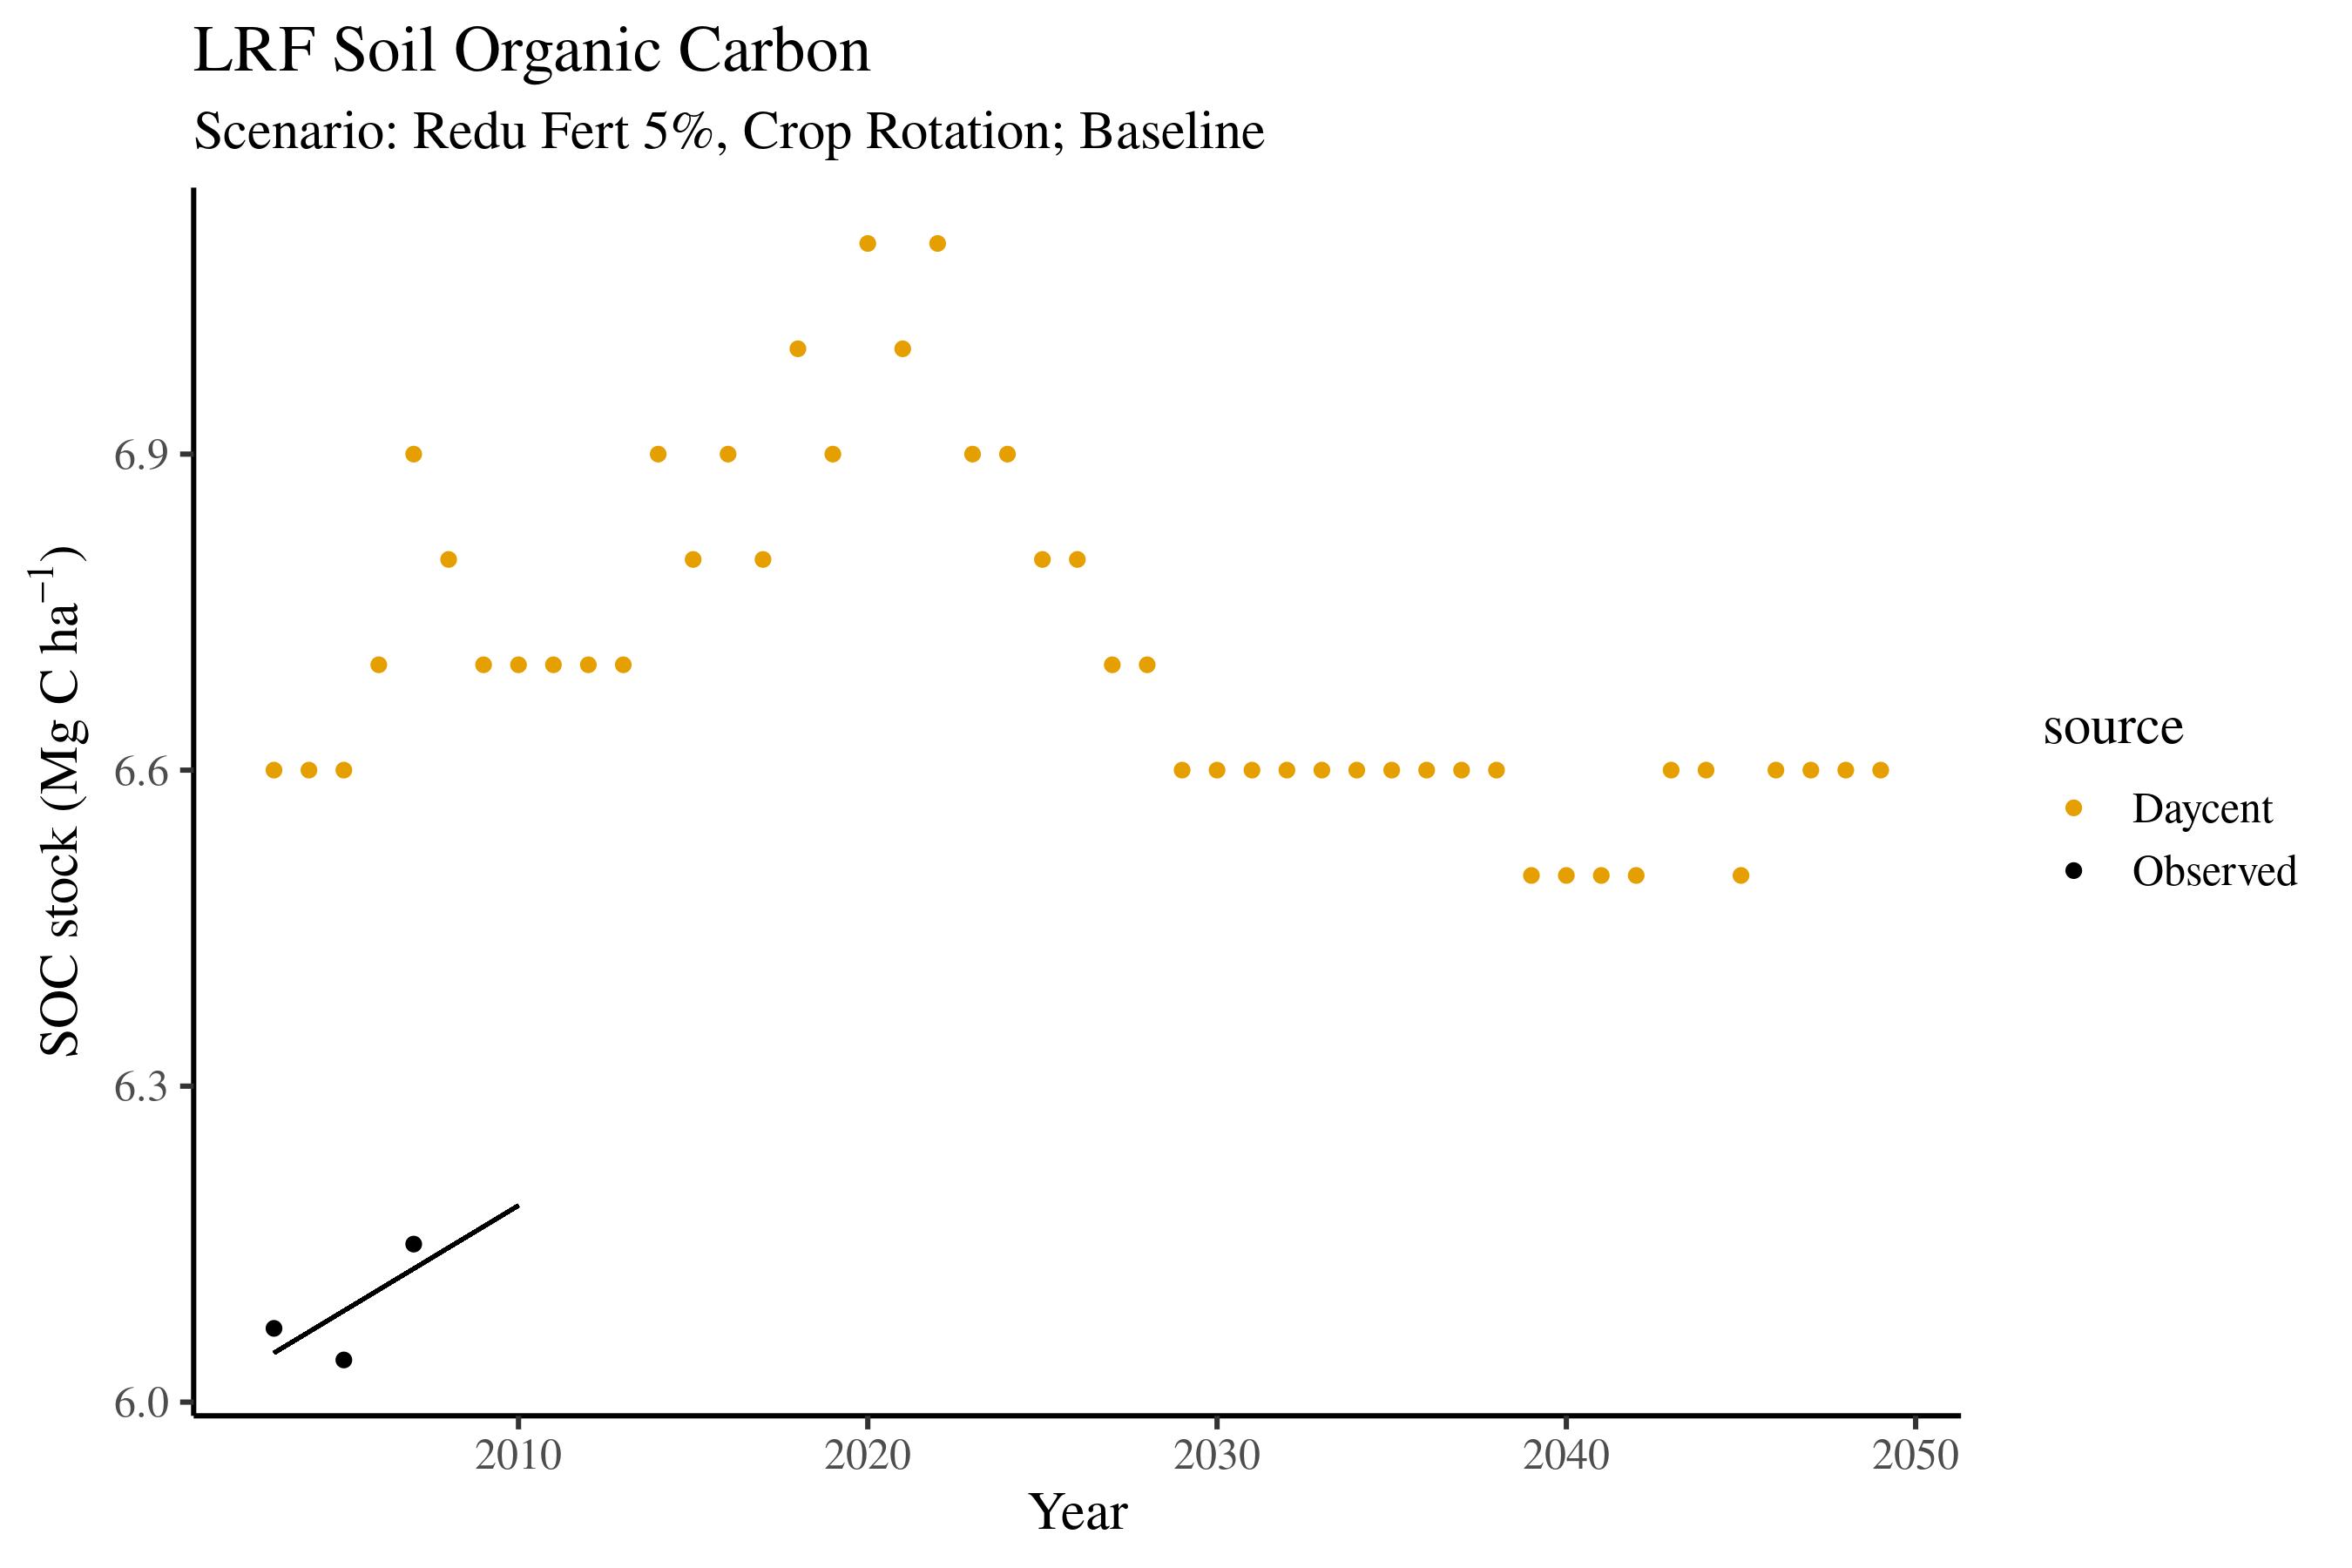 LRF Soil Organic Carbon
Scenario: Redu Fert 5%, Crop Rotation; Baseline
SOC stock (Mg C ha⁻¹)
6.9
6.6
6.3
6.0
2010 2020 2030 2040 2050
Year
source
Daycent
Observed